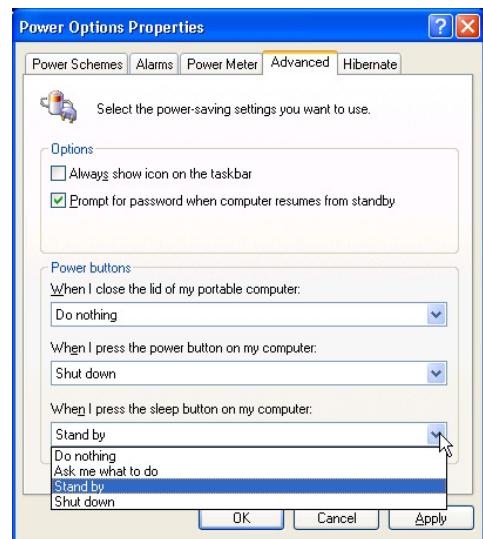 Power Options Properties
?
X
Power Schemes Alarms Power Meter Advanced Hibernate
Select the power-saving settings you want to use.
Options
Always show icon on the taskbar
Prompt for password when computer resumes from standby
Power buttons
When I close the lid of my portable computer:
Do nothing
When I press the power button on my computer:
Shut down
When I press the sleep button on my computer:
Stand by
Do nothing
Ask me what to do
Stand by
Shut down
OK Cancel Apply